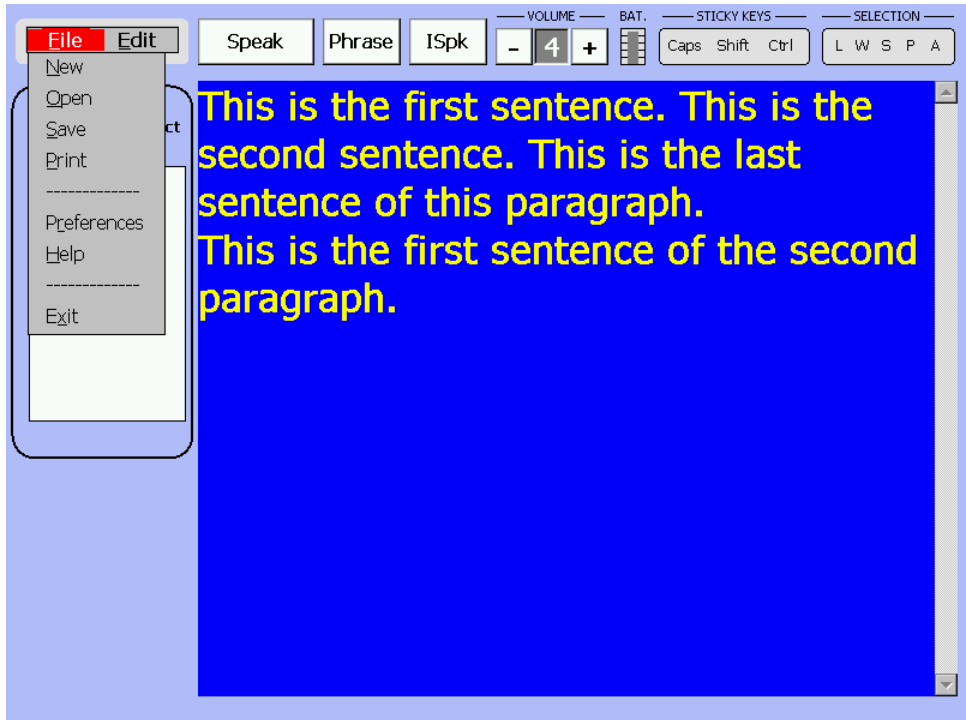 VOLUME BAT. STICKY KEYS SELECTION
File Edit Speak Phrase ISpk - 4 + Caps Shift Ctrl L W S P A
New
Open
Save
Print
-------------
Preferences
Help
-------------
Exit
ct
This is the first sentence. This is the
second sentence. This is the last
sentence of this paragraph.
This is the first sentence of the second
paragraph.